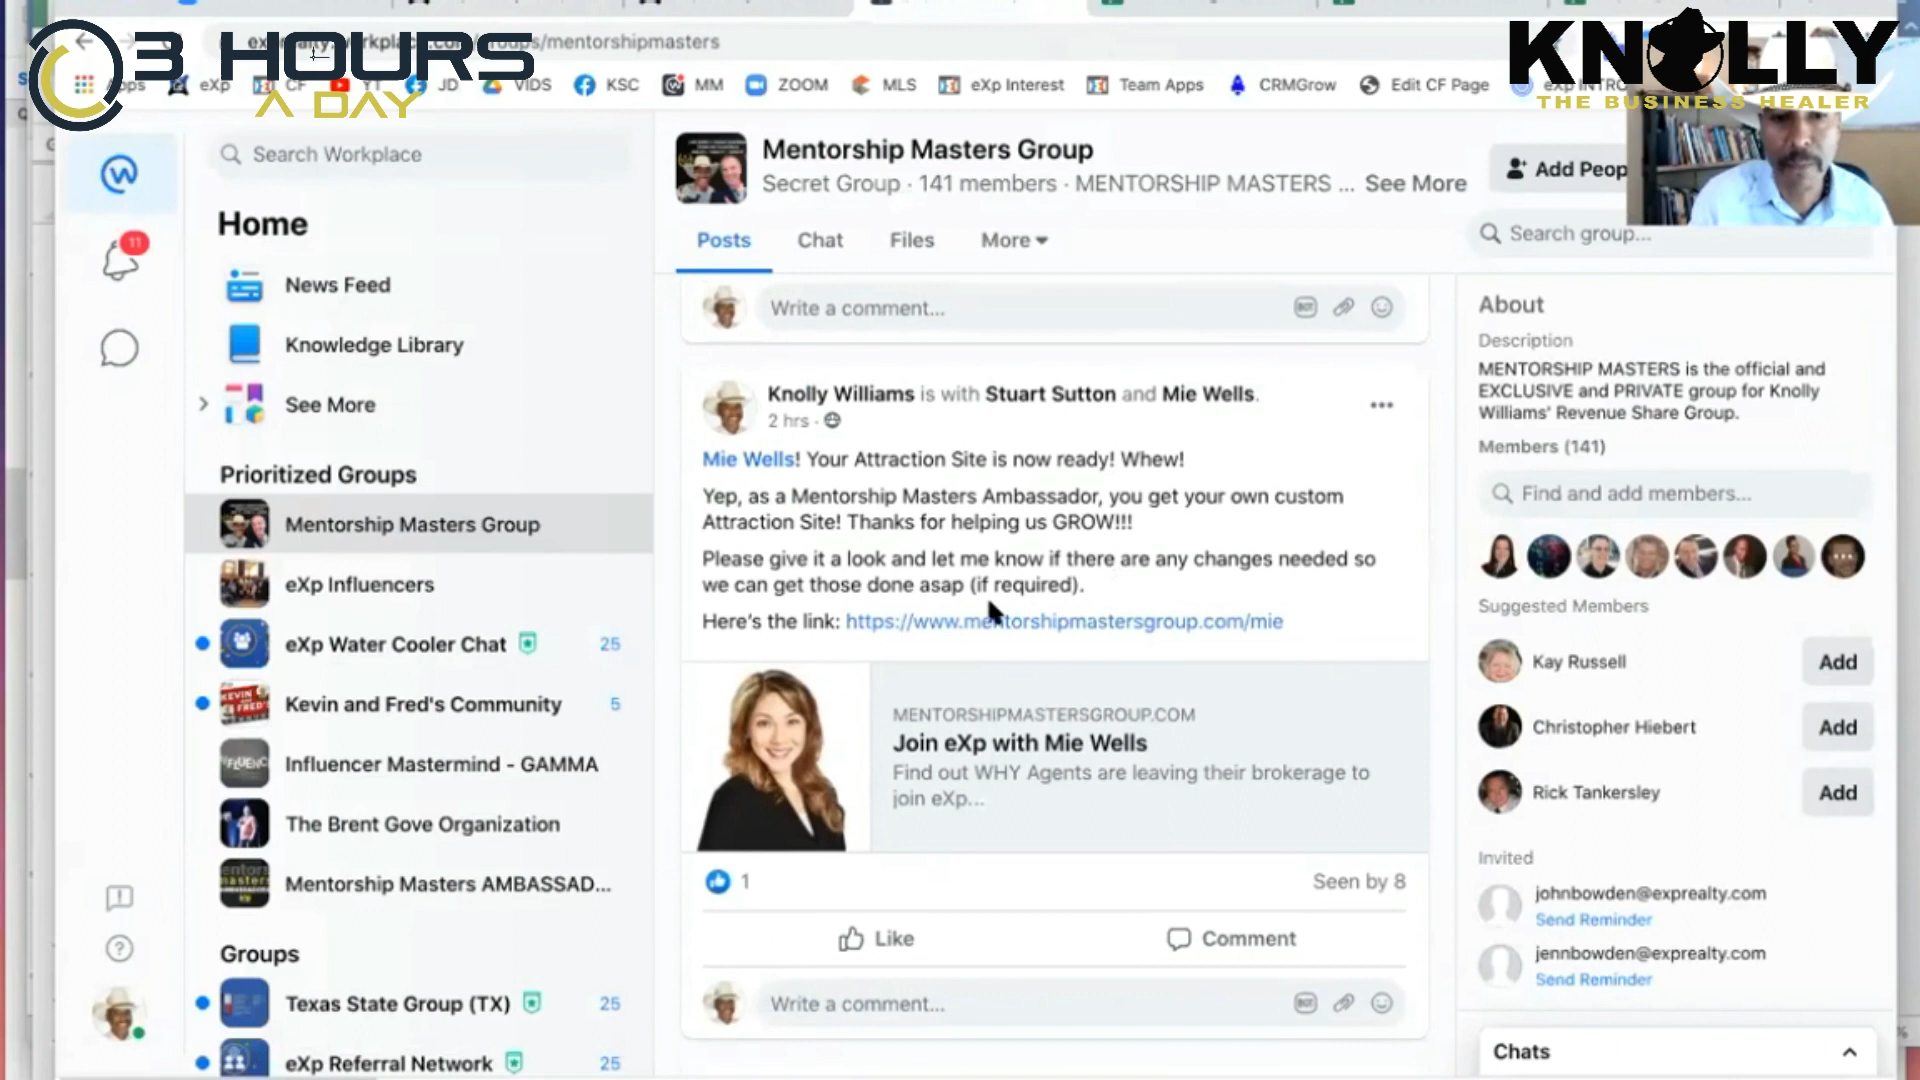 3 HOURS
A DAY
KNOLLY
THE BUSINESS HEALER
groups/mentorshipmasters
Apps
eXp
CF
YT
JD
VIDS
KSC
MM
ZOOM
MLS
eXp Interest
Team Apps
CRMGrow
Edit CF Page
eXp INTRO
11
Search Workplace
Home
News Feed
Knowledge Library
See More
Prioritized Groups
Mentorship Masters Group
eXp Influencers
eXp Water Cooler Chat
25
Kevin and Fred's Community
5
Influencer Mastermind - GAMMA
The Brent Gove Organization
Mentorship Masters AMBASSAD...
Groups
Texas State Group (TX)
25
eXp Referral Network
25
Mentorship Masters Group
Secret Group · 141 members · MENTORSHIP MASTERS ... See More
Add Peop
Posts
Chat
Files
More
Search group...
Write a comment...
Knolly Williams is with Stuart Sutton and Mie Wells.
2 hrs ·
Mie Wells! Your Attraction Site is now ready! Whew!
Yep, as a Mentorship Masters Ambassador, you get your own custom
Attraction Site! Thanks for helping us GROW!!!
Please give it a look and let me know if there are any changes needed so
we can get those done asap (if required).
Here's the link: https://www.mentorshipmastersgroup.com/mie
MENTORSHIPMASTERSGROUP.COM
Join eXp with Mie Wells
Find out WHY Agents are leaving their brokerage to
join eXp...
1
Seen by 8
Like
Comment
Write a comment...
About
Description
MENTORSHIP MASTERS is the official and
EXCLUSIVE and PRIVATE group for Knolly
Williams' Revenue Share Group.
Members (141)
Find and add members...
Suggested Members
Kay Russell
Add
Christopher Hiebert
Add
Rick Tankersley
Add
Invited
johnbowden@exprealty.com
Send Reminder
jennbowden@exprealty.com
Send Reminder
Chats